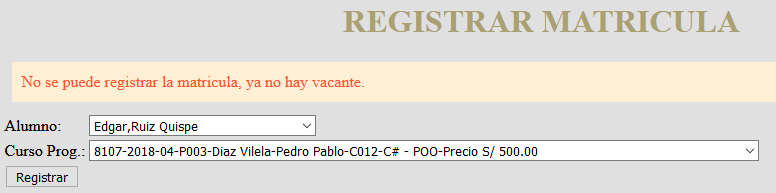 REGISTRAR MATRICULA
No se puede registrar la matricula, ya no hay vacante.
Alumno: Edgar,Ruiz Quispe
Curso Prog.: 8107-2018-04-P003-Diaz Vilela-Pedro Pablo-C012-C# - POO-Precio S/ 500.00
Registrar